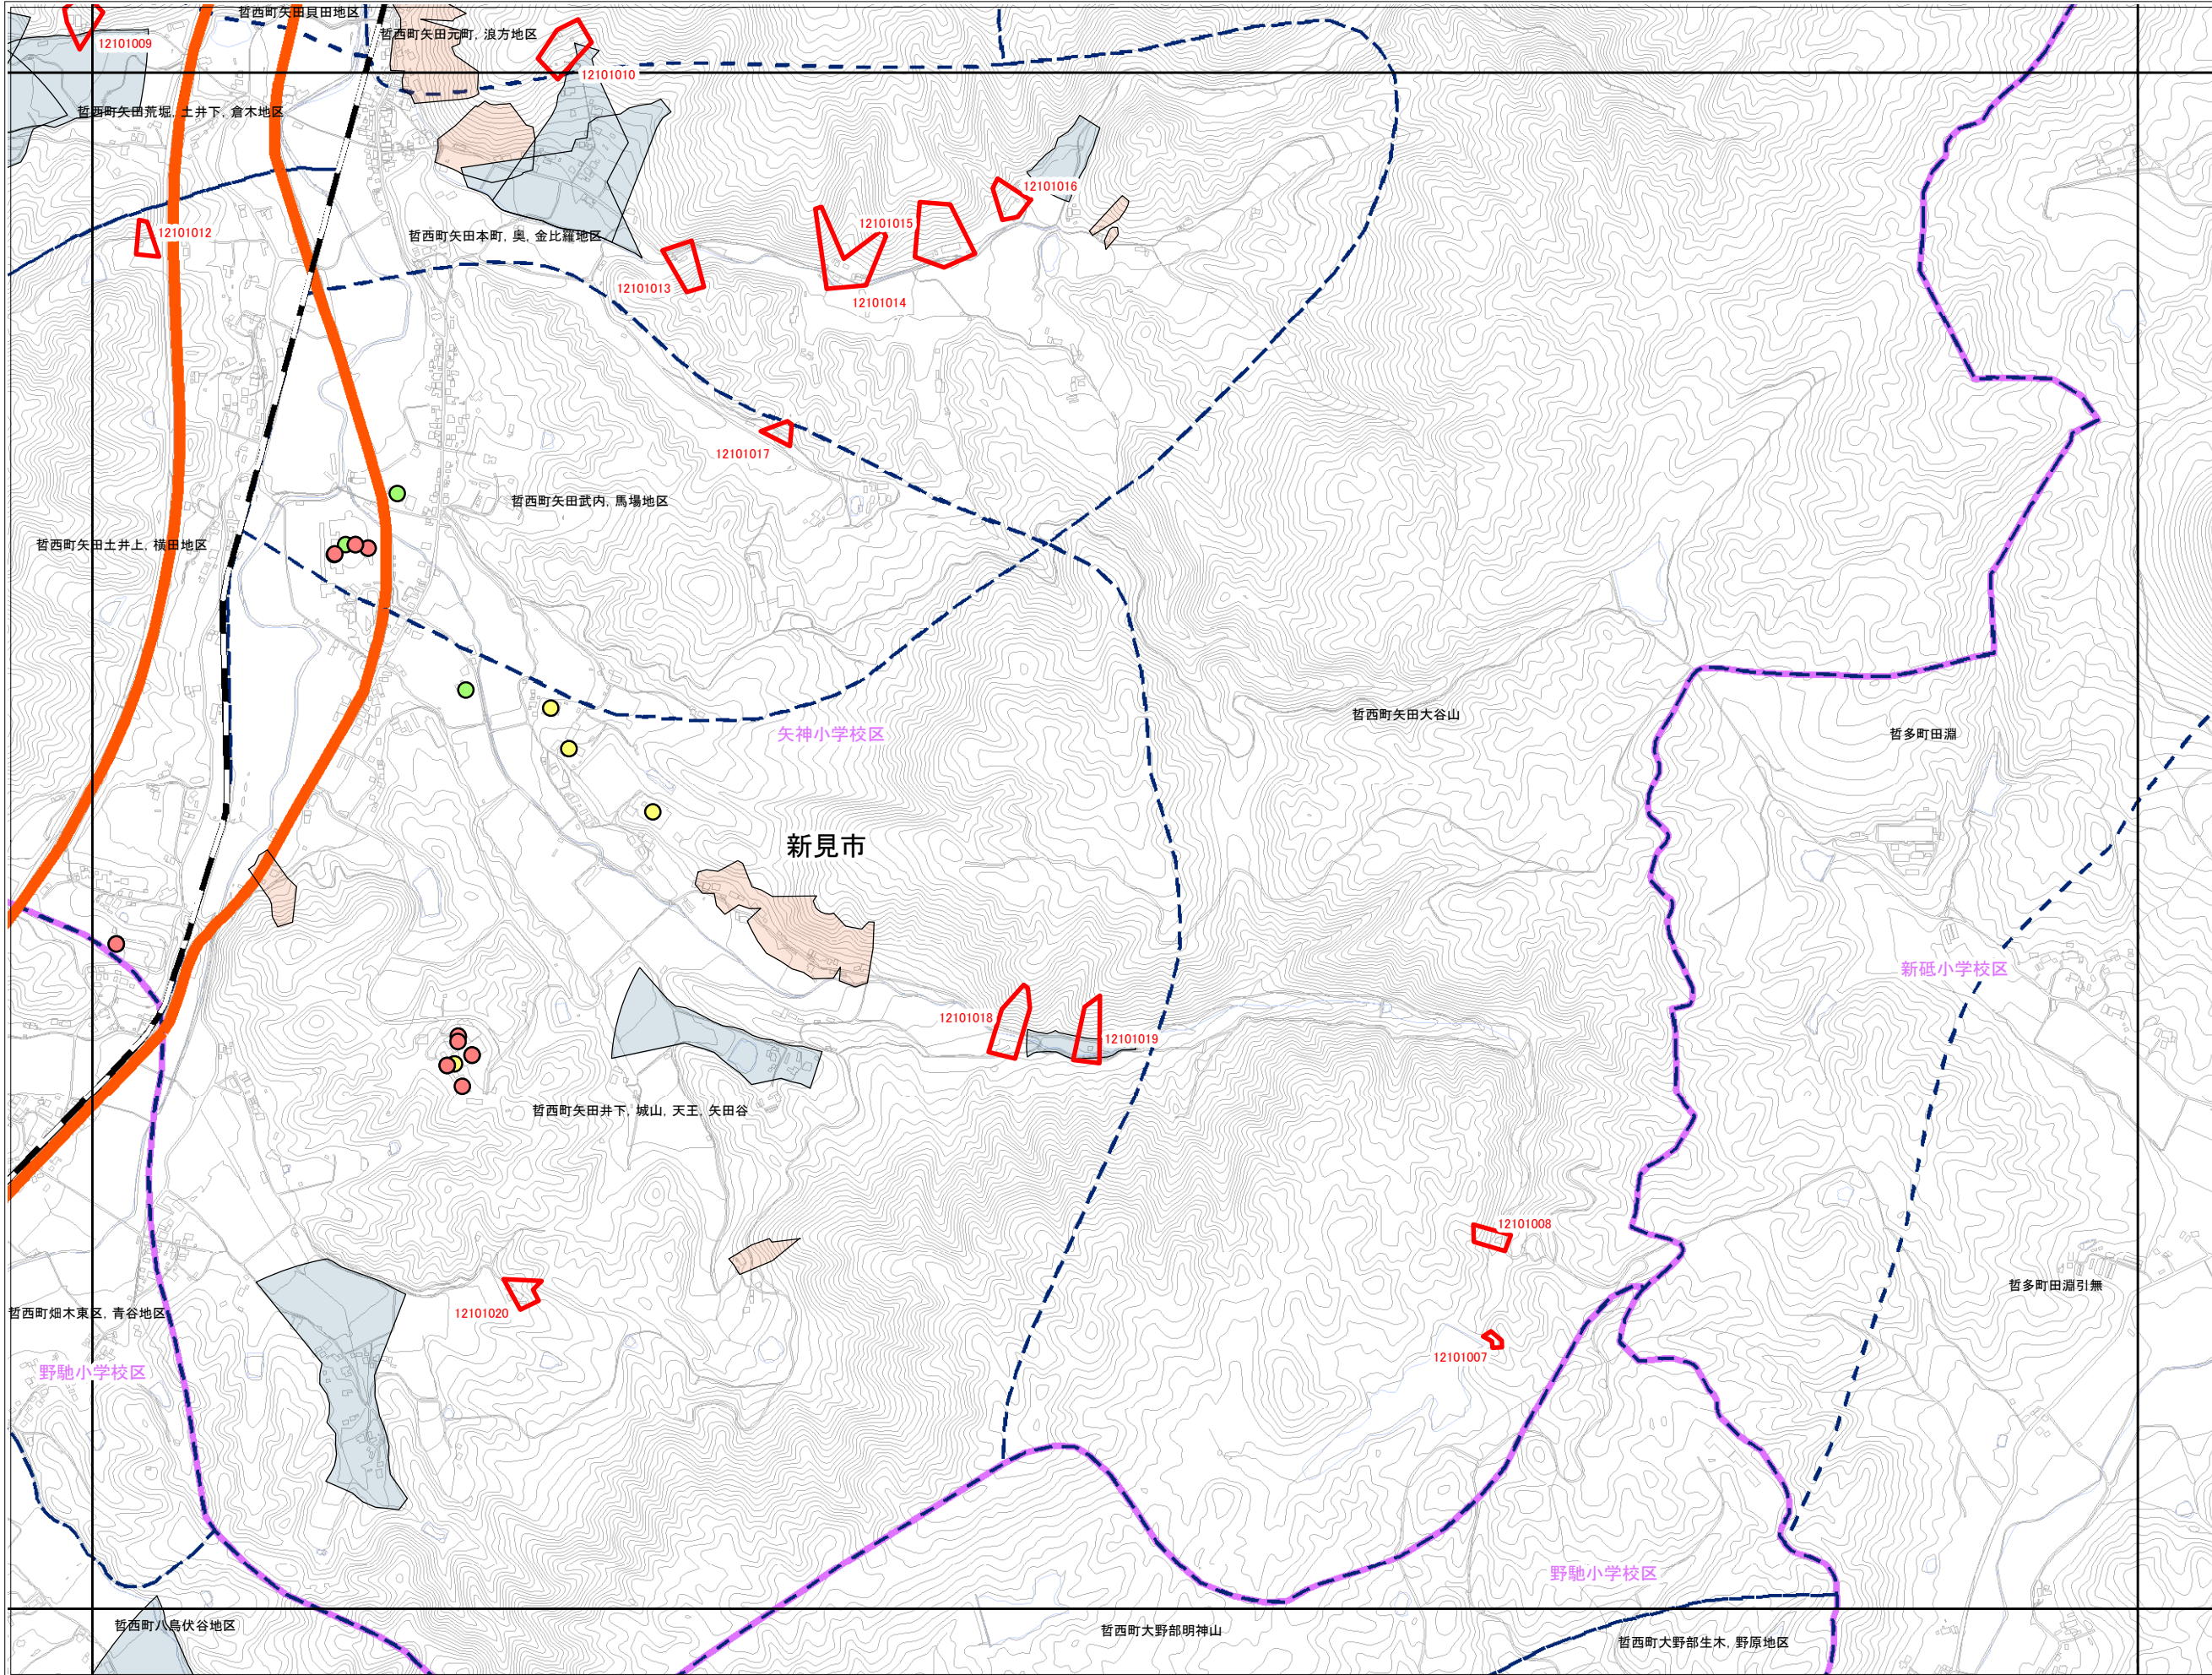 哲西町矢田貝田地区
哲西町矢田元町, 浪方地区
12101009
12101010
哲西町矢田荒堀, 土井下, 倉木地区
12101016
12101012
12101015
哲西町矢田本町, 奥, 金比羅地区
12101013
12101014
12101017
哲西町矢田武内, 馬場地区
哲西町矢田土井上, 横田地区
矢神小学校区
哲西町矢田大谷山
哲多町田淵
新見市
新砥小学校区
12101018
12101019
哲西町矢田井下, 城山, 天王, 矢田谷
12101008
哲多町田淵引無
哲西町畑木東区, 青谷地区
12101020
12101007
野馳小学校区
野馳小学校区
哲西町八鳥伏谷地区
哲西町大野部明神山
哲西町大野部生木, 野原地区